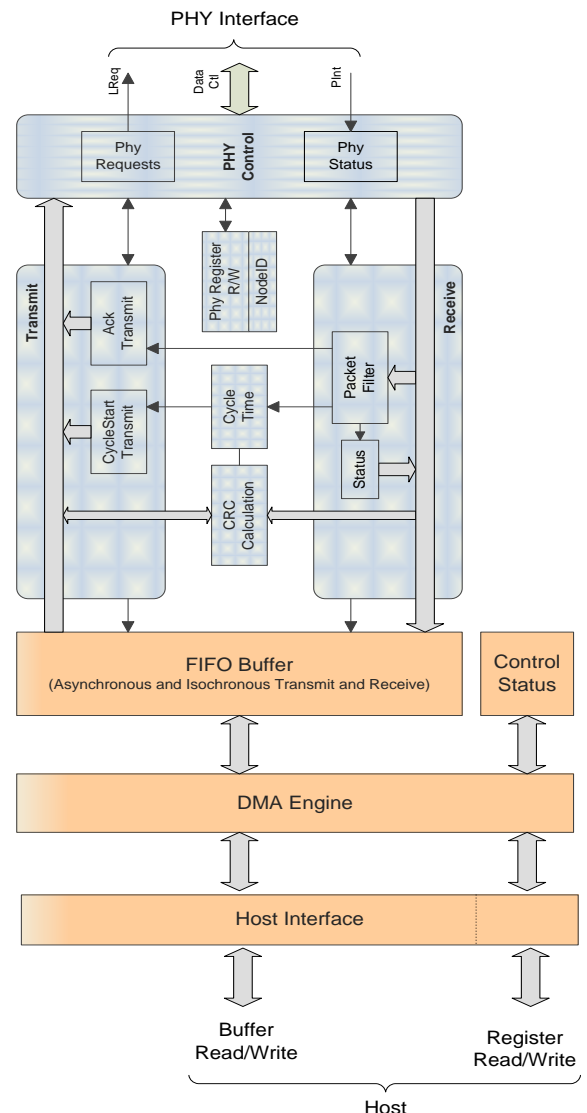 PHY Interface
LReq
Data
Ctl
PInt
Phy
Requests
PHY
Control
Phy
Status
Transmit
Ack
Transmit
Phy Register
R/W
NodeID
Receive
Packet
Filter
CycleStart
Transmit
Cycle
Time
Status
CRC
Calculation
FIFO Buffer
(Asynchronous and Isochronous Transmit and Receive)
Control
Status
DMA Engine
Host Interface
Buffer
Read/Write
Register
Read/Write
Host